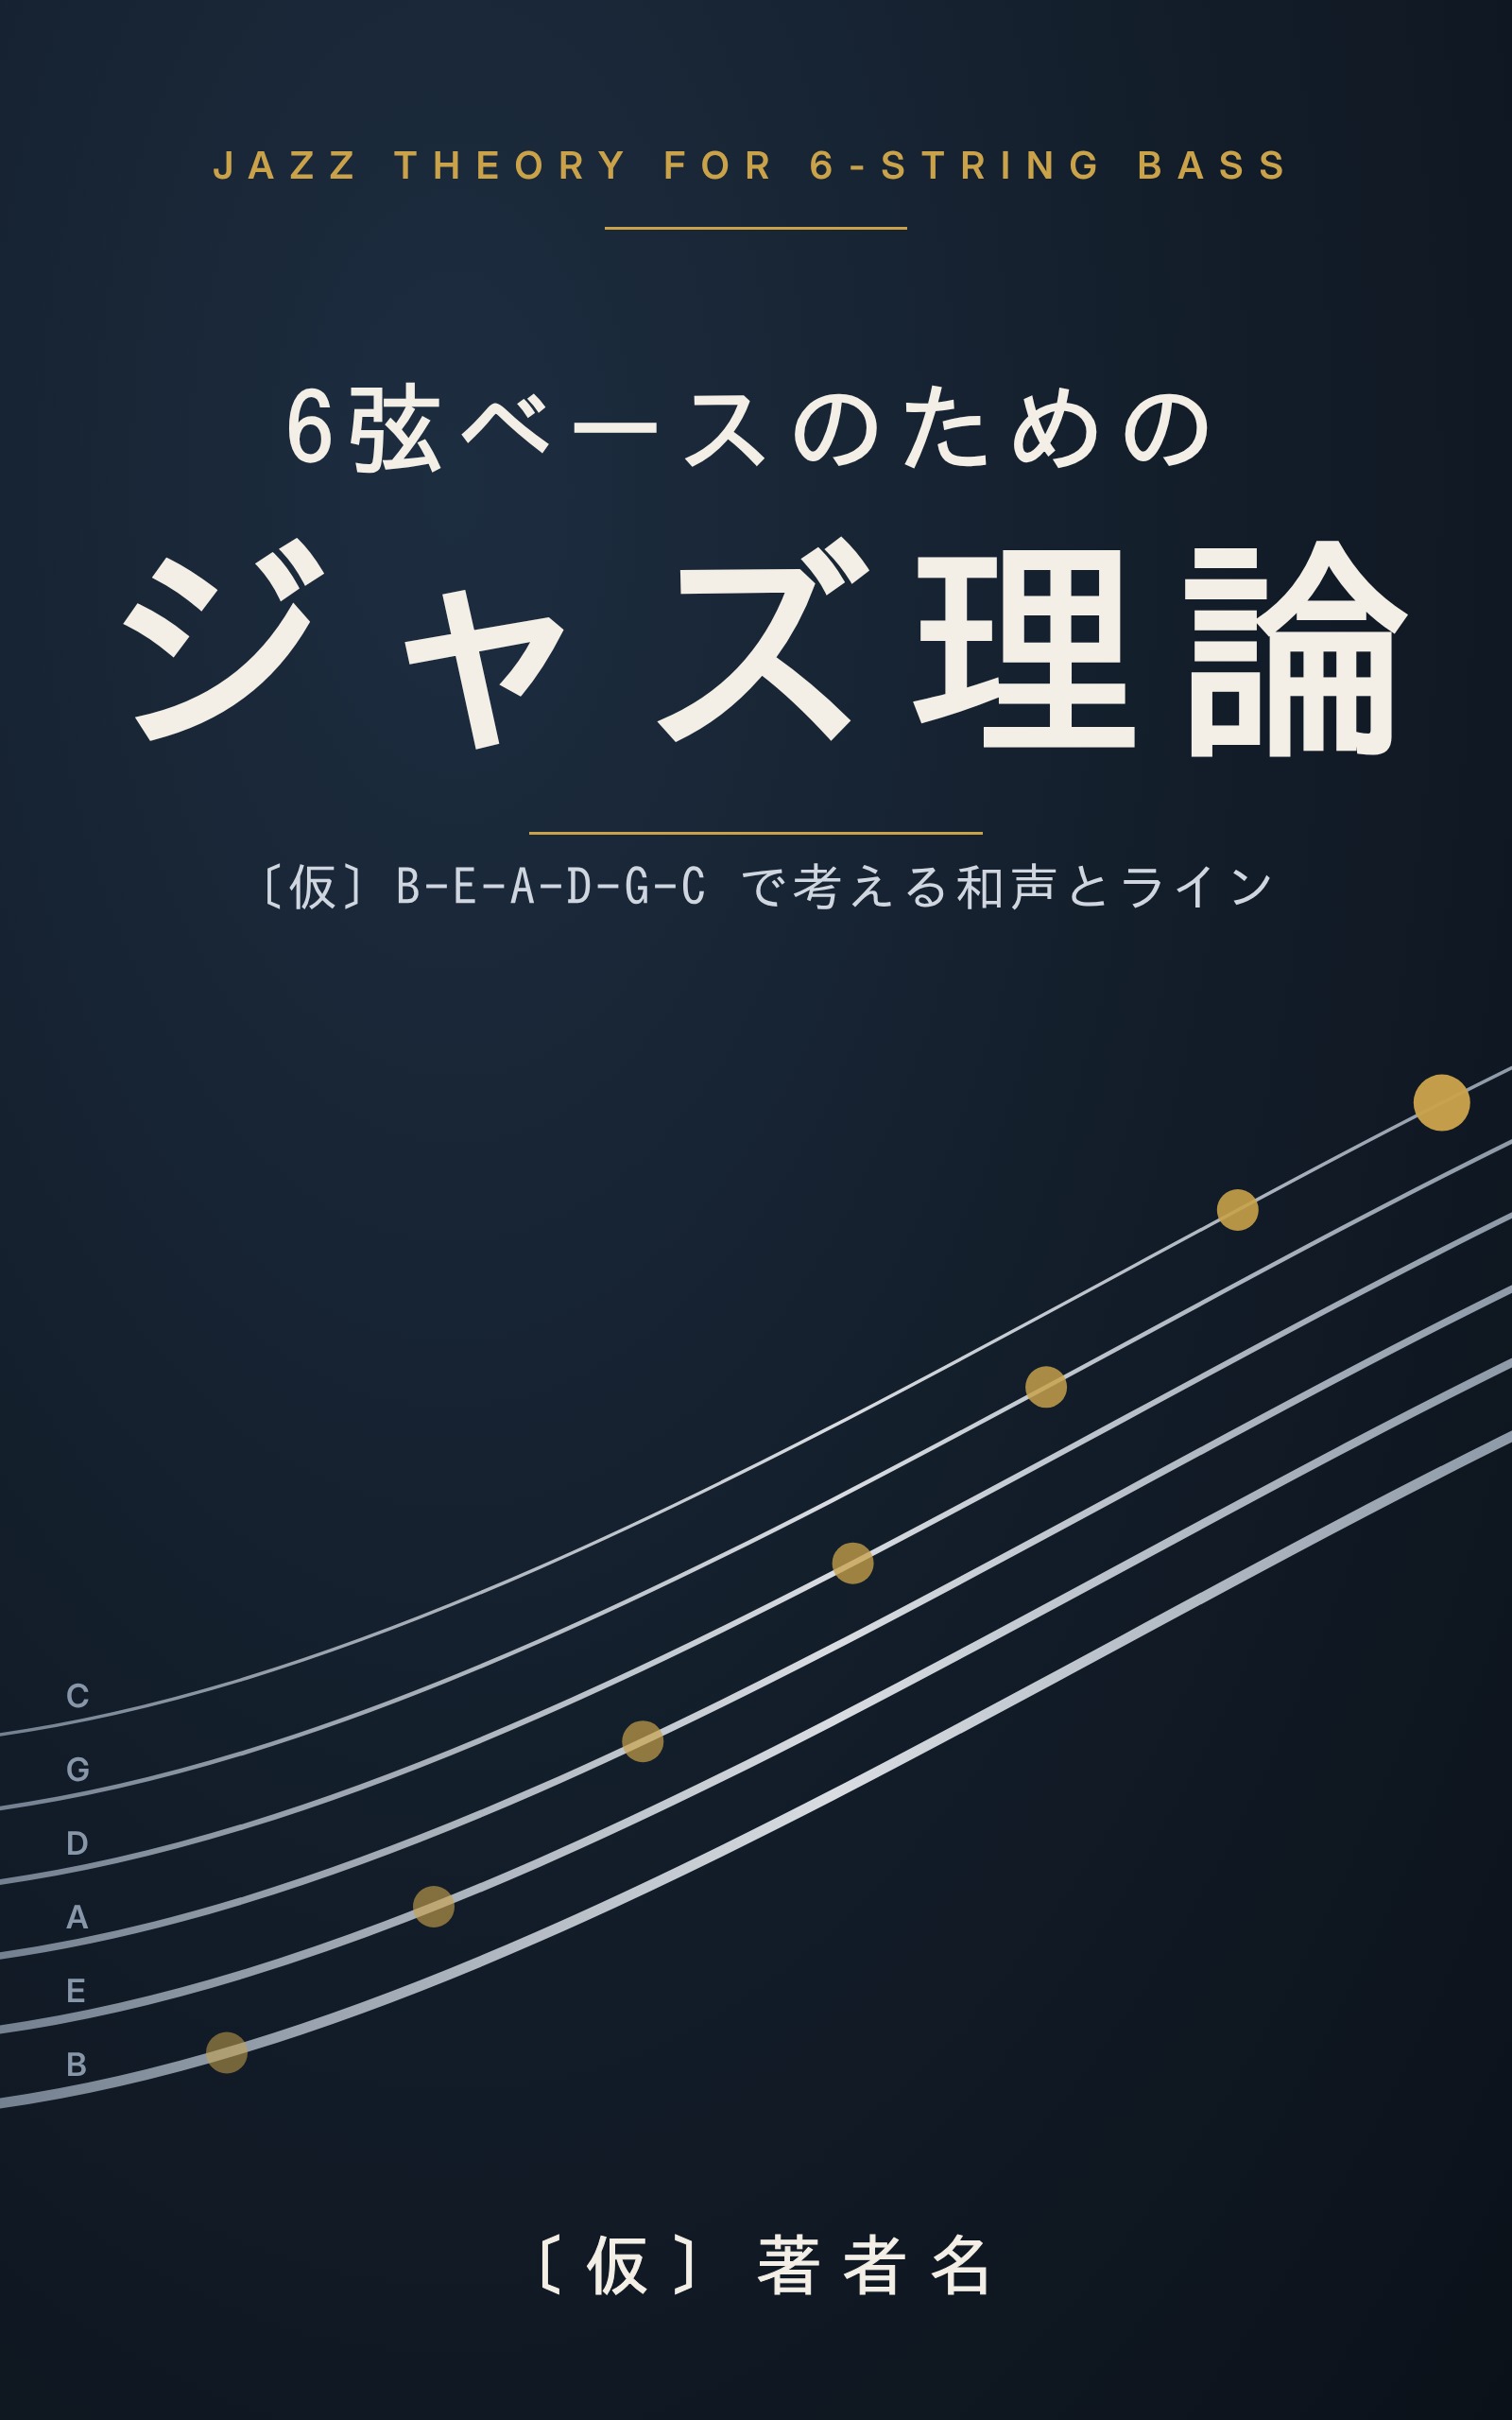 JAZZ THEORY FOR 6-STRING BASS
6弦ベースのための
ジャズ理論
〔仮〕B-E-A-D-G-C で考える和声とライン
C
G
D
A
E
B
〔仮〕著者名